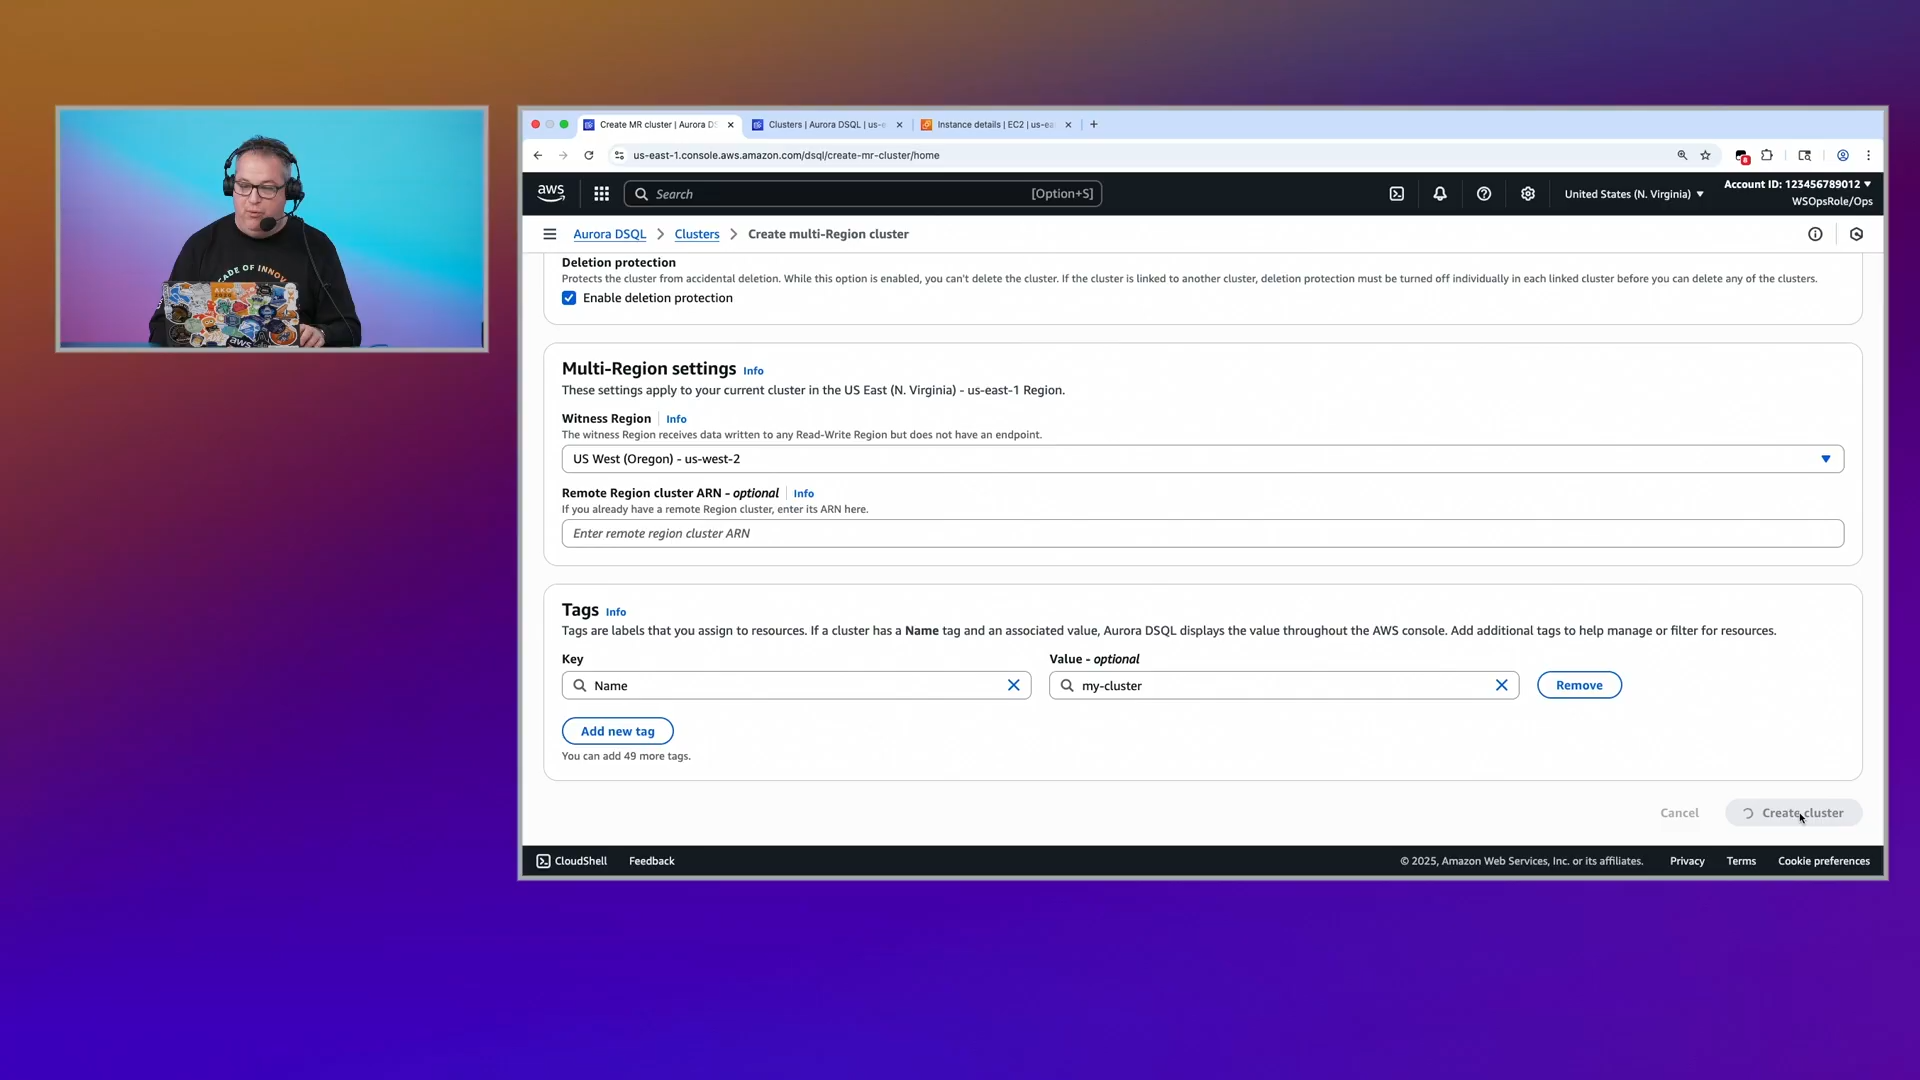 CADE OF INNOV
aws
Create MR cluster | Aurora DS
Clusters | Aurora DSQL | us-e
Instance details | EC2 | us-ea
us-east-1.console.aws.amazon.com/dsql/create-mr-cluster/home
8
aws
Search
[Option+S]
United States (N. Virginia)
Account ID: 123456789012
WSOpsRole/Ops
Aurora DSQL
Clusters
Create multi-Region cluster
Deletion protection
Protects the cluster from accidental deletion. While this option is enabled, you can't delete the cluster. If the cluster is linked to another cluster, deletion protection must be turned off individually in each linked cluster before you can delete any of the clusters.
Enable deletion protection
Multi-Region settings Info
These settings apply to your current cluster in the US East (N. Virginia) - us-east-1 Region.
Witness Region Info
The witness Region receives data written to any Read-Write Region but does not have an endpoint.
US West (Oregon) - us-west-2
Remote Region cluster ARN - optional Info
If you already have a remote Region cluster, enter its ARN here.
Enter remote region cluster ARN
Tags Info
Tags are labels that you assign to resources. If a cluster has a Name tag and an associated value, Aurora DSQL displays the value throughout the AWS console. Add additional tags to help manage or filter for resources.
Key
Value - optional
Name
my-cluster
Remove
Add new tag
You can add 49 more tags.
Cancel
Create cluster
CloudShell
Feedback
© 2025, Amazon Web Services, Inc. or its affiliates.
Privacy
Terms
Cookie preferences